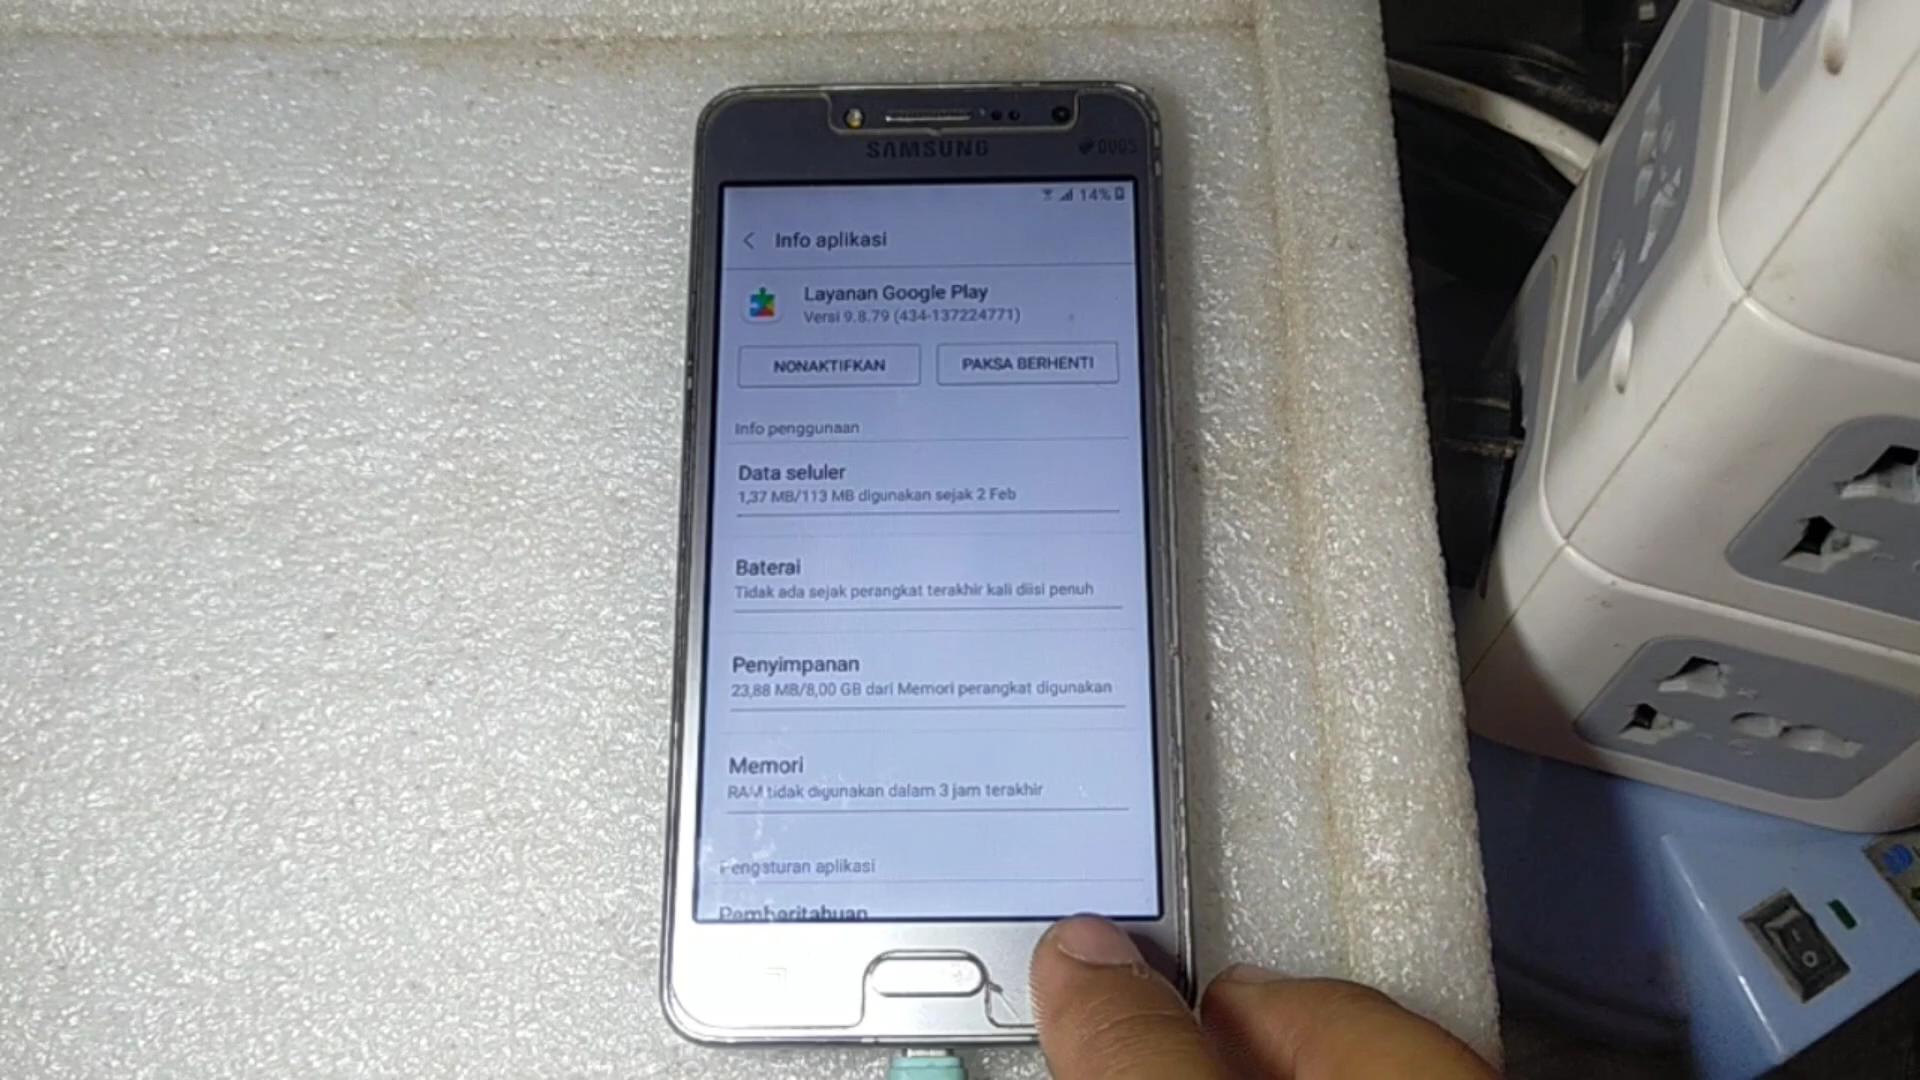 SAMSUNG
DUOS
14%
Info aplikasi
Layanan Google Play
Versi 9.8.79 (434-137224771)
NONAKTIFKAN
PAKSA BERHENTI
Info penggunaan
Data seluler
1,37 MB/113 MB digunakan sejak 2 Feb
Baterai
Tidak ada sejak perangkat terakhir kali diisi penuh
Penyimpanan
23,88 MB/8,00 GB dari Memori perangkat digunakan
Memori
RAM tidak digunakan dalam 3 jam terakhir
Pengaturan aplikasi
Pemberitahuan